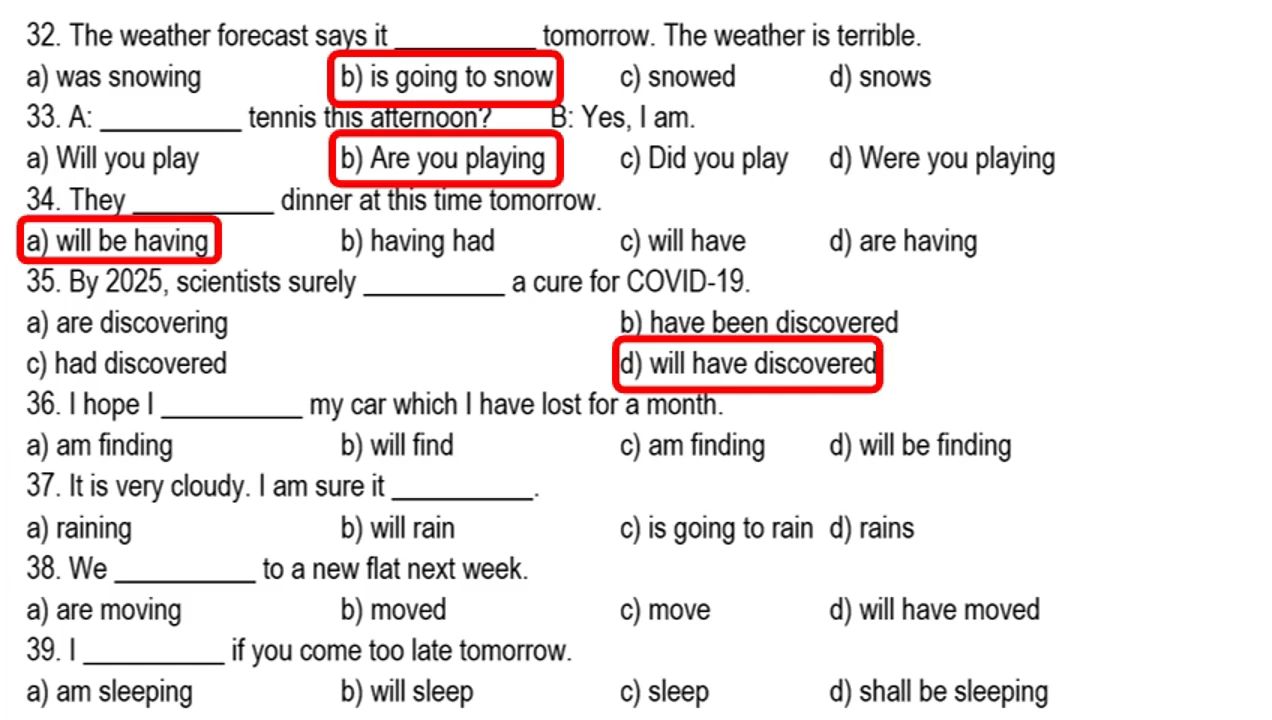 32. The weather forecast says it __________ tomorrow. The weather is terrible.
a) was snowing b) is going to snow c) snowed d) snows
33. A: __________ tennis this afternoon? B: Yes, I am.
a) Will you play b) Are you playing c) Did you play d) Were you playing
34. They __________ dinner at this time tomorrow.
a) will be having b) having had c) will have d) are having
35. By 2025, scientists surely __________ a cure for COVID-19.
a) are discovering b) have been discovered
c) had discovered d) will have discovered
36. I hope I __________ my car which I have lost for a month.
a) am finding b) will find c) am finding d) will be finding
37. It is very cloudy. I am sure it __________.
a) raining b) will rain c) is going to rain d) rains
38. We __________ to a new flat next week.
a) are moving b) moved c) move d) will have moved
39. I __________ if you come too late tomorrow.
a) am sleeping b) will sleep c) sleep d) shall be sleeping